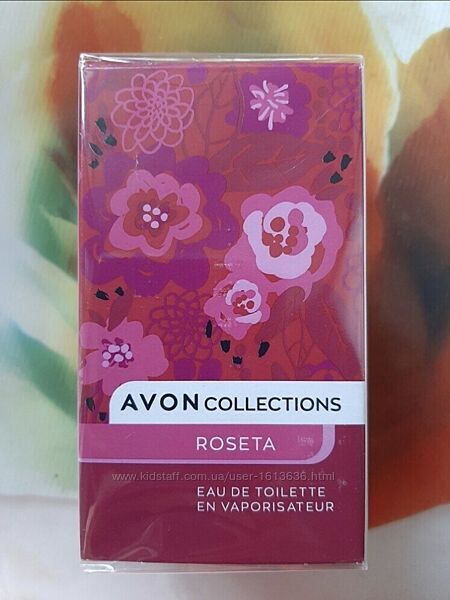 AVON COLLECTIONS
ROSETA
www.kidstaff.com.ua/user-1613636.html
EAU DE TOILETTE
EN VAPORISATEUR